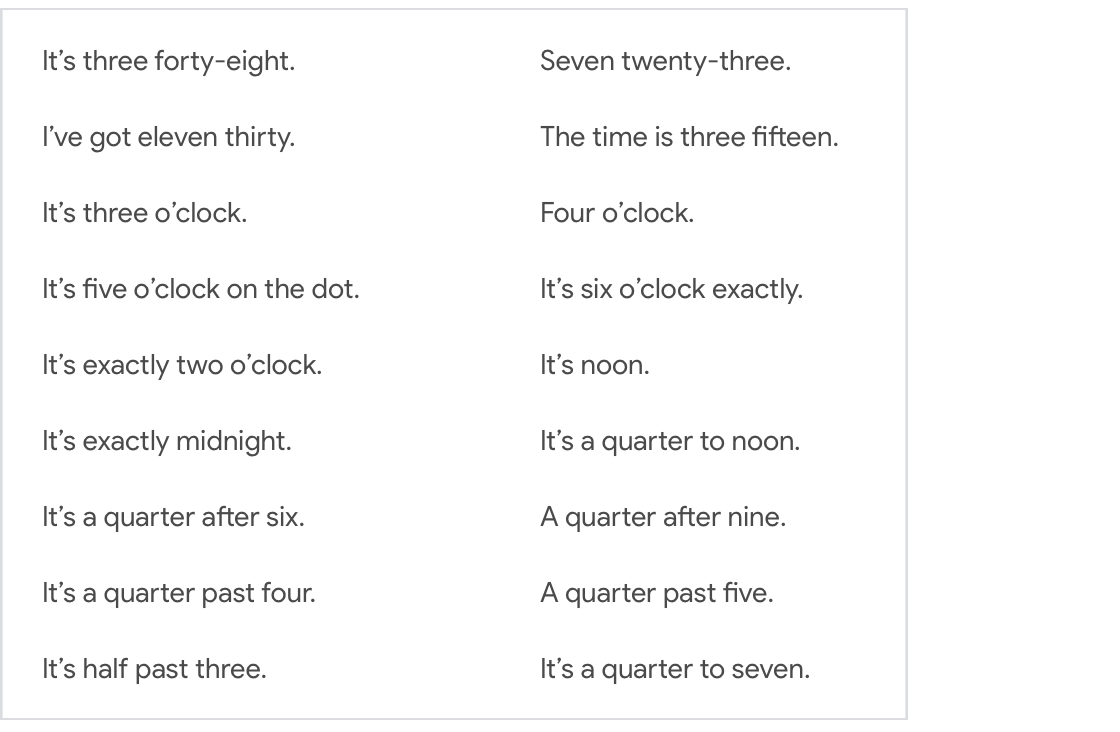 It’s three forty-eight.
Seven twenty-three.
I’ve got eleven thirty.
The time is three fifteen.
It’s three o’clock.
Four o’clock.
It’s five o’clock on the dot.
It’s six o’clock exactly.
It’s exactly two o’clock.
It’s noon.
It’s exactly midnight.
It’s a quarter to noon.
It’s a quarter after six.
A quarter after nine.
It’s a quarter past four.
A quarter past five.
It’s half past three.
It’s a quarter to seven.